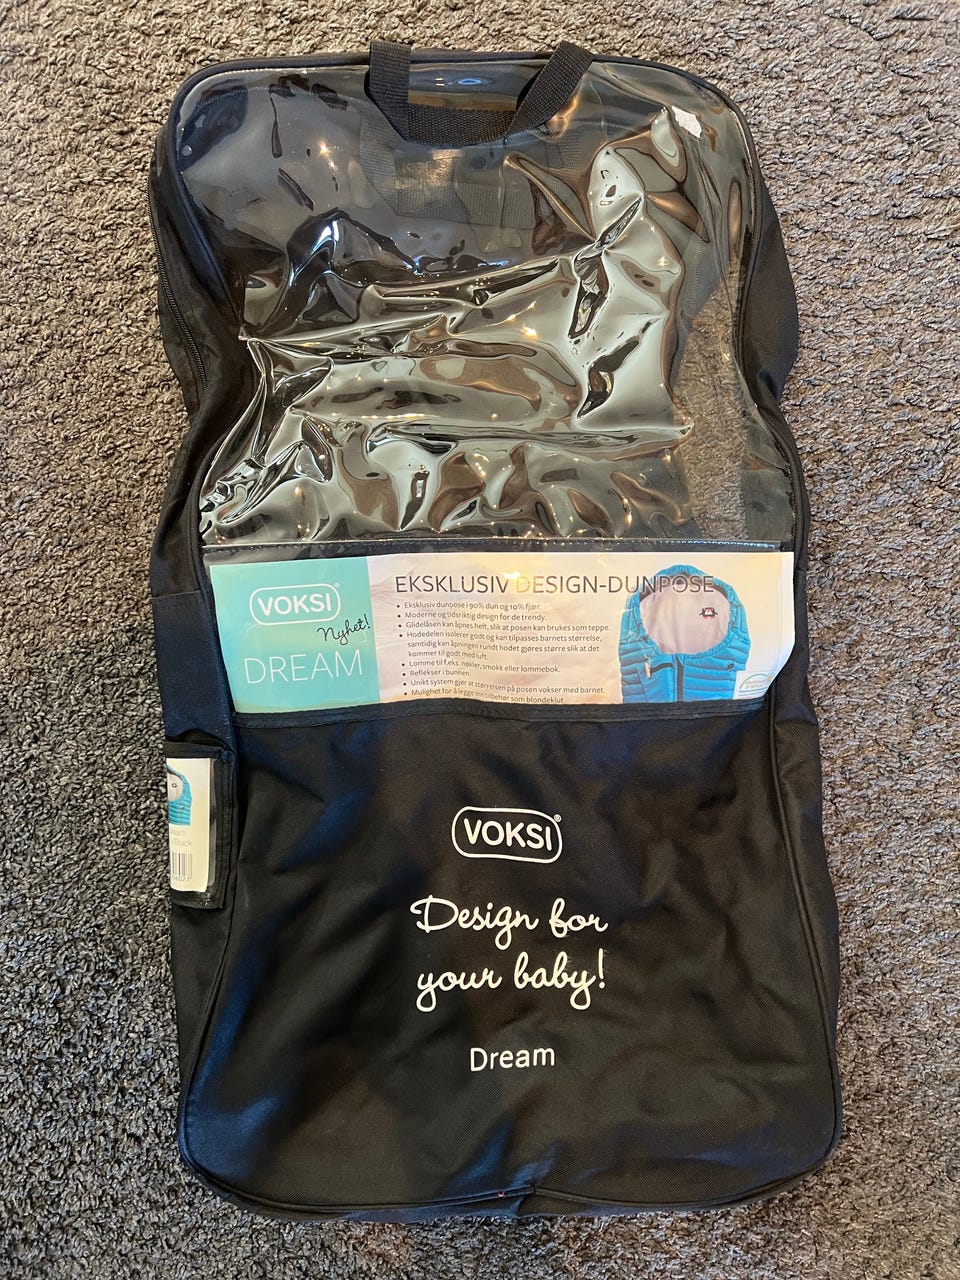 VOKSI®
Nyhet!
DREAM
EKSKLUSIV DESIGN-DUNPOSE
• Eksklusiv dunpose i 90% dun og 10% fjær.
• Moderne og tidsriktig design for de trendy.
• Glidelåsen kan åpnes helt, slik at posen kan brukes som teppe.
• Hodedelen isolerer godt og kan tilpasses barnets størrelse,
samtidig kan åpningen rundt hodet gjøres større slik at det
kommer til godt med luft.
• Lomme til f.eks. nøkler, smokk eller lommebok.
• Reflekser i bunnen.
• Unikt system gjør at størrelsen på posen vokser med barnet.
• Mulighet for å legge inn tilbehør som blondeklut
Black
VOKSI®
Design for
your baby!
Dream